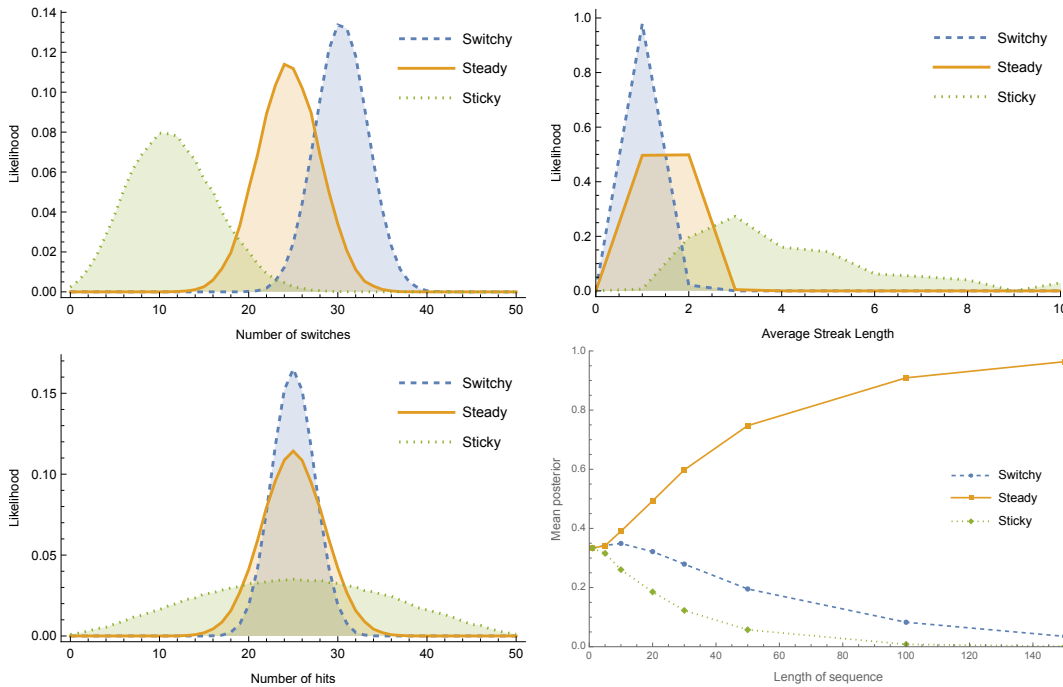 0.14
0.12
0.10
0.08
0.06
0.04
0.02
0.00
Likelihood
0 10 20 30 40 50
Number of switches
Switchy
Steady
Sticky
1.0
0.8
0.6
0.4
0.2
0.0
Likelihood
0 2 4 6 8 10
Average Streak Length
Switchy
Steady
Sticky
0.15
0.10
0.05
0.00
Likelihood
0 10 20 30 40 50
Number of hits
Switchy
Steady
Sticky
1.0
0.8
0.6
0.4
0.2
0.0
Mean posterior
0 20 40 60 80 100 120 140
Length of sequence
Switchy
Steady
Sticky